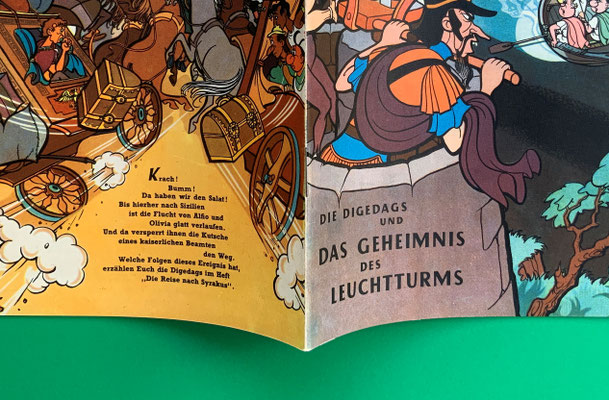 Krach!
Bumm!
Da haben wir den Salat!
Bis hierher nach Sizilien
ist die Flucht von Alfio und
Olivia glatt verlaufen.
Und da versperrt ihnen die Kutsche
eines kaiserlichen Beamten
den Weg.
Welche Folgen dieses Ereignis hat,
erzählen Euch die Digedags im Heft
„Die Reise nach Syrakus“.
DIE DIGEDAGS
UND
DAS GEHEIMNIS
DES
LEUCHTTURMS